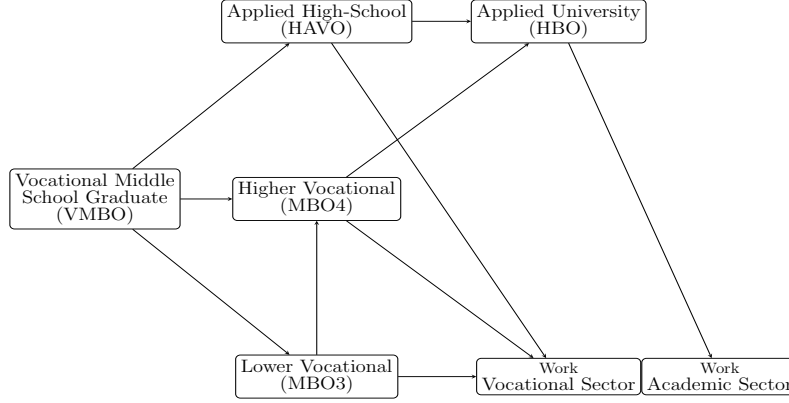 Applied High-School
(HAVO)
Applied University
(HBO)
Vocational Middle
School Graduate
(VMBO)
Higher Vocational
(MBO4)
Lower Vocational
(MBO3)
Work
Vocational Sector
Work
Academic Sector